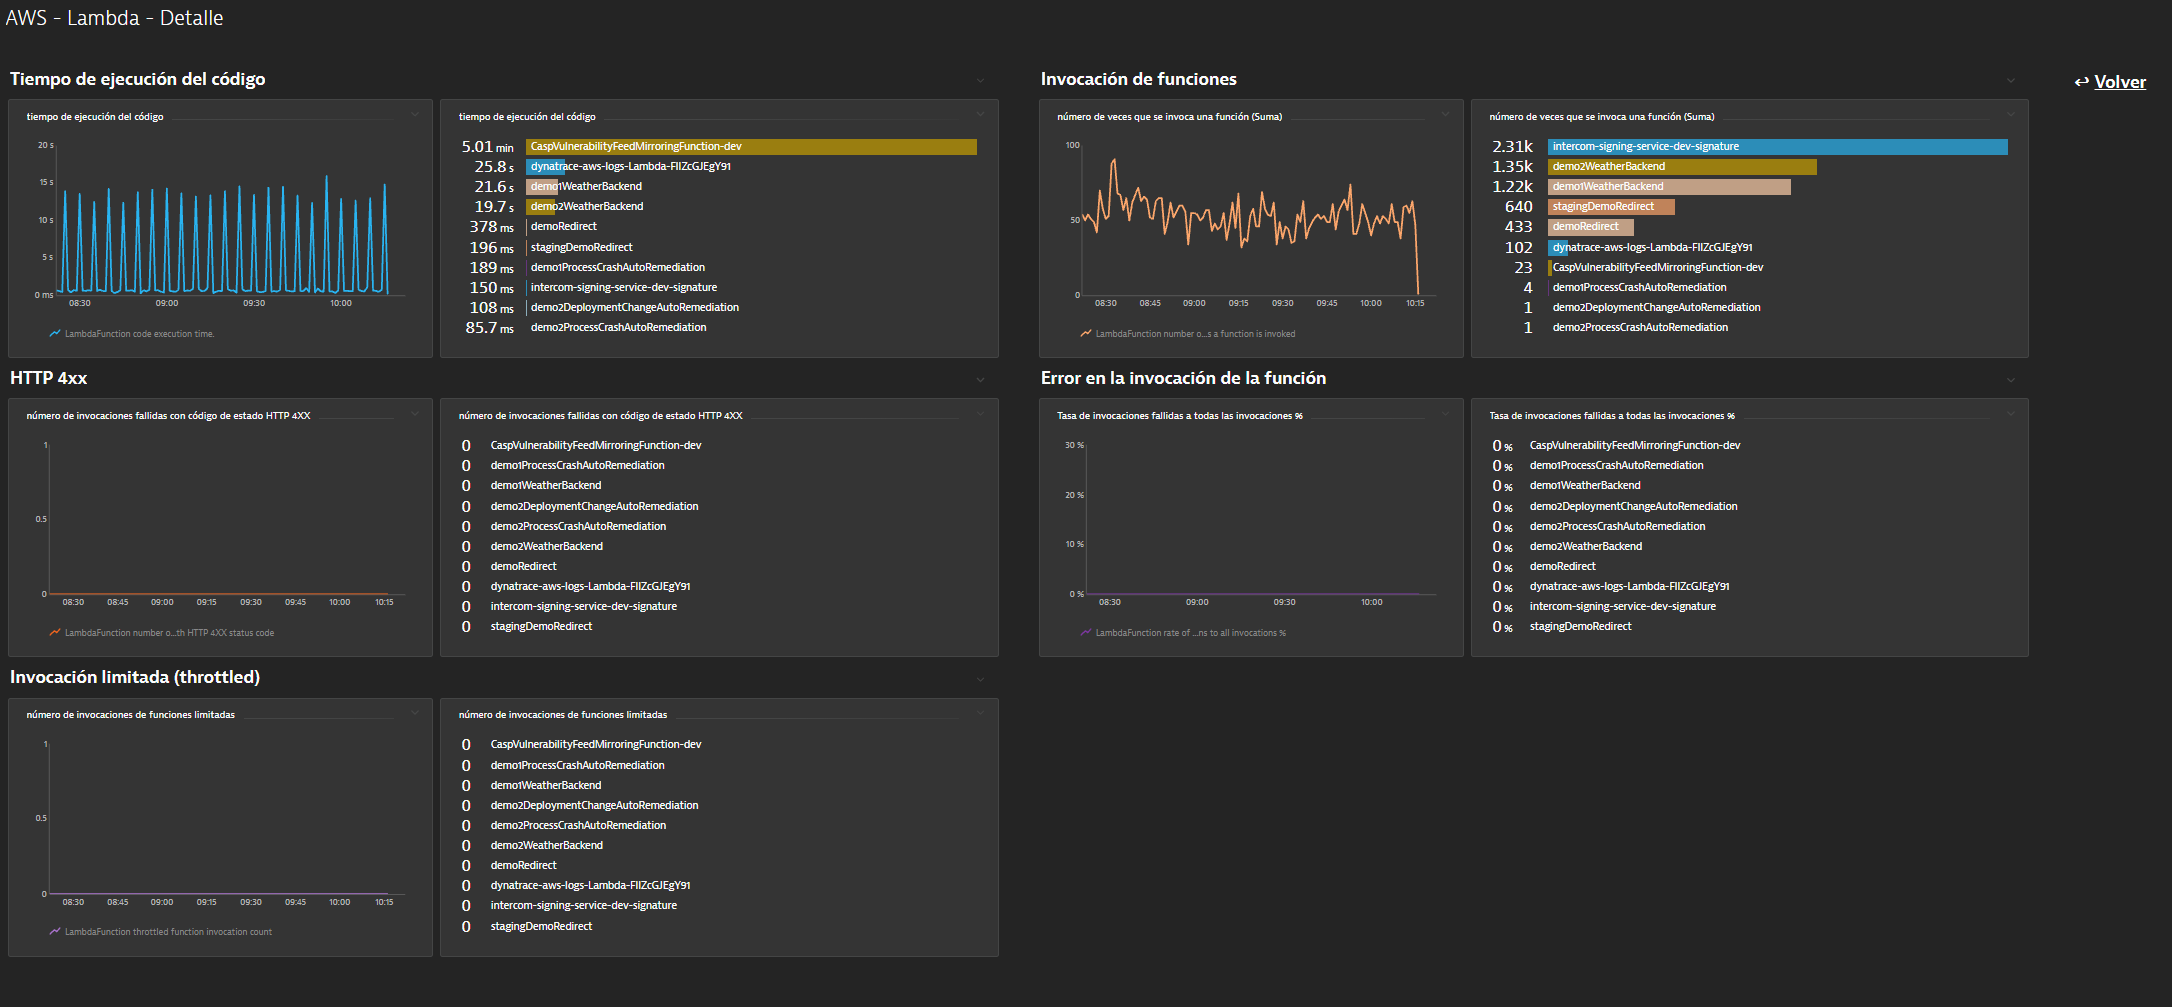 AWS - Lambda - Detalle
Tiempo de ejecución del código
Invocación de funciones
↩ Volver
tiempo de ejecución del código
20 s
15 s
10 s
5 s
0 ms
08:30 09:00 09:30 10:00
LambdaFunction code execution time.
tiempo de ejecución del código
5.01 min CaspVulnerabilityFeedMirroringFunction-dev
25.8 s dynatrace-aws-logs-Lambda-FIIZcGJEgY91
21.6 s demo1WeatherBackend
19.7 s demo2WeatherBackend
378 ms demoRedirect
196 ms stagingDemoRedirect
189 ms demo1ProcessCrashAutoRemediation
150 ms intercom-signing-service-dev-signature
108 ms demo2DeploymentChangeAutoRemediation
85.7 ms demo2ProcessCrashAutoRemediation
número de veces que se invoca una función (Suma)
100
50
0
08:30 08:45 09:00 09:15 09:30 09:45 10:00 10:15
LambdaFunction number o...s a function is invoked
número de veces que se invoca una función (Suma)
2.31k intercom-signing-service-dev-signature
1.35k demo2WeatherBackend
1.22k demo1WeatherBackend
640 stagingDemoRedirect
433 demoRedirect
102 dynatrace-aws-logs-Lambda-FIIZcGJEgY91
23 CaspVulnerabilityFeedMirroringFunction-dev
4 demo1ProcessCrashAutoRemediation
1 demo2DeploymentChangeAutoRemediation
1 demo2ProcessCrashAutoRemediation
HTTP 4xx
Error en la invocación de la función
número de invocaciones fallidas con código de estado HTTP 4XX
1
0.5
0
08:30 08:45 09:00 09:15 09:30 09:45 10:00 10:15
LambdaFunction number o...th HTTP 4XX status code
número de invocaciones fallidas con código de estado HTTP 4XX
0 CaspVulnerabilityFeedMirroringFunction-dev
0 demo1ProcessCrashAutoRemediation
0 demo1WeatherBackend
0 demo2DeploymentChangeAutoRemediation
0 demo2ProcessCrashAutoRemediation
0 demo2WeatherBackend
0 demoRedirect
0 dynatrace-aws-logs-Lambda-FIIZcGJEgY91
0 intercom-signing-service-dev-signature
0 stagingDemoRedirect
Tasa de invocaciones fallidas a todas las invocaciones %
30 %
20 %
10 %
0 %
08:30 09:00 09:30 10:00
LambdaFunction rate of ...ns to all invocations %
Tasa de invocaciones fallidas a todas las invocaciones %
0 % CaspVulnerabilityFeedMirroringFunction-dev
0 % demo1ProcessCrashAutoRemediation
0 % demo1WeatherBackend
0 % demo2DeploymentChangeAutoRemediation
0 % demo2ProcessCrashAutoRemediation
0 % demo2WeatherBackend
0 % demoRedirect
0 % dynatrace-aws-logs-Lambda-FIIZcGJEgY91
0 % intercom-signing-service-dev-signature
0 % stagingDemoRedirect
Invocación limitada (throttled)
número de invocaciones de funciones limitadas
1
0.5
0
08:30 08:45 09:00 09:15 09:30 09:45 10:00 10:15
LambdaFunction throttled function invocation count
número de invocaciones de funciones limitadas
0 CaspVulnerabilityFeedMirroringFunction-dev
0 demo1ProcessCrashAutoRemediation
0 demo1WeatherBackend
0 demo2DeploymentChangeAutoRemediation
0 demo2ProcessCrashAutoRemediation
0 demo2WeatherBackend
0 demoRedirect
0 dynatrace-aws-logs-Lambda-FIIZcGJEgY91
0 intercom-signing-service-dev-signature
0 stagingDemoRedirect